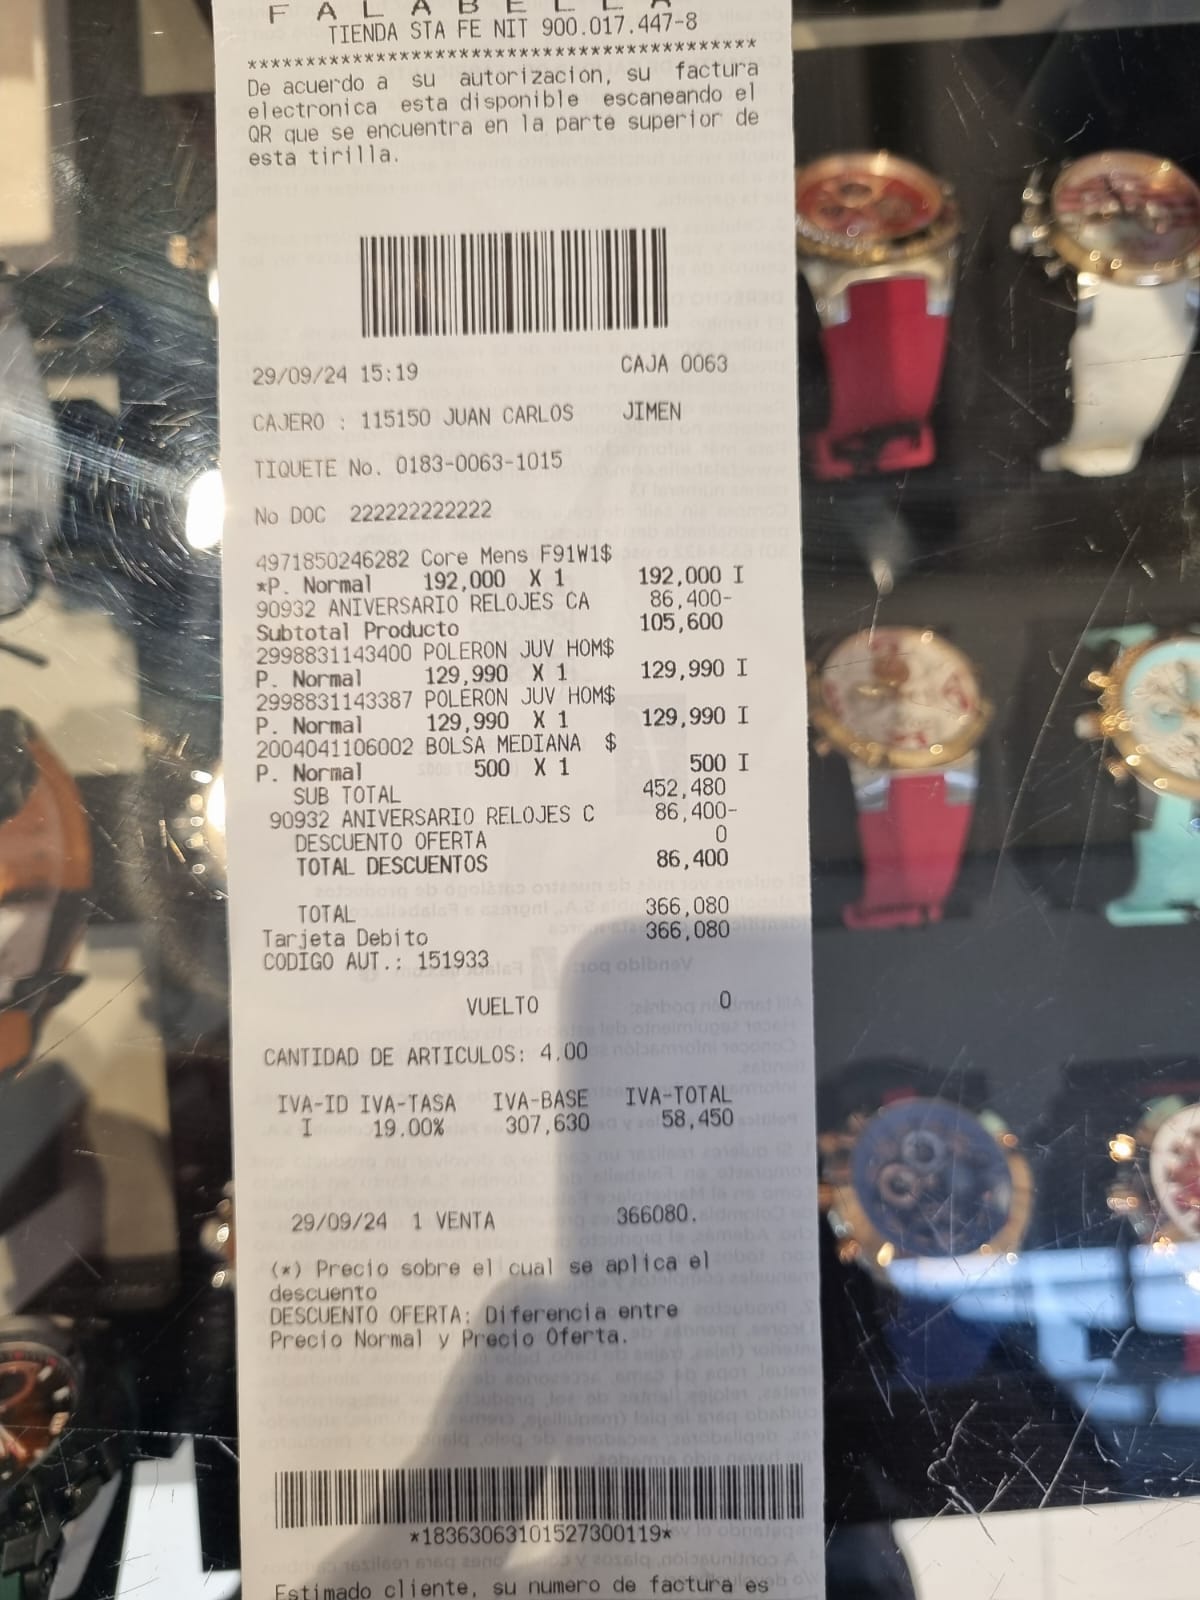 FALABELLA
TIENDA STA FE NIT 900.017.447-8
****************************************
De acuerdo a su autorizacion, su factura
electronica esta disponible escaneando el
QR que se encuentra en la parte superior de
esta tirilla.
29/09/24 15:19 CAJA 0063
CAJERO : 115150 JUAN CARLOS JIMEN
TIQUETE No. 0183-0063-1015
No DOC 222222222222
4971850246282 Core Mens F91W1$
*P. Normal 192,000 X 1 192,000 I
90932 ANIVERSARIO RELOJES CA 86,400-
Subtotal Producto 105,600
2998831143400 POLERON JUV HOM$
P. Normal 129,990 X 1 129,990 I
2998831143387 POLERON JUV HOM$
P. Normal 129,990 X 1 129,990 I
2004041106002 BOLSA MEDIANA $
P. Normal 500 X 1 500 I
SUB TOTAL 452,480
90932 ANIVERSARIO RELOJES C 86,400-
DESCUENTO OFERTA 0
TOTAL DESCUENTOS 86,400
TOTAL 366,080
Tarjeta Debito 366,080
CODIGO AUT.: 151933
VUELTO 0
CANTIDAD DE ARTICULOS: 4.00
IVA-ID IVA-TASA IVA-BASE IVA-TOTAL
I 19.00% 307,630 58,450
29/09/24 1 VENTA 366080.
(*) Precio sobre el cual se aplica el
descuento
DESCUENTO OFERTA: Diferencia entre
Precio Normal y Precio Oferta.
*18363063101527300119*
Estimado cliente, su numero de factura es